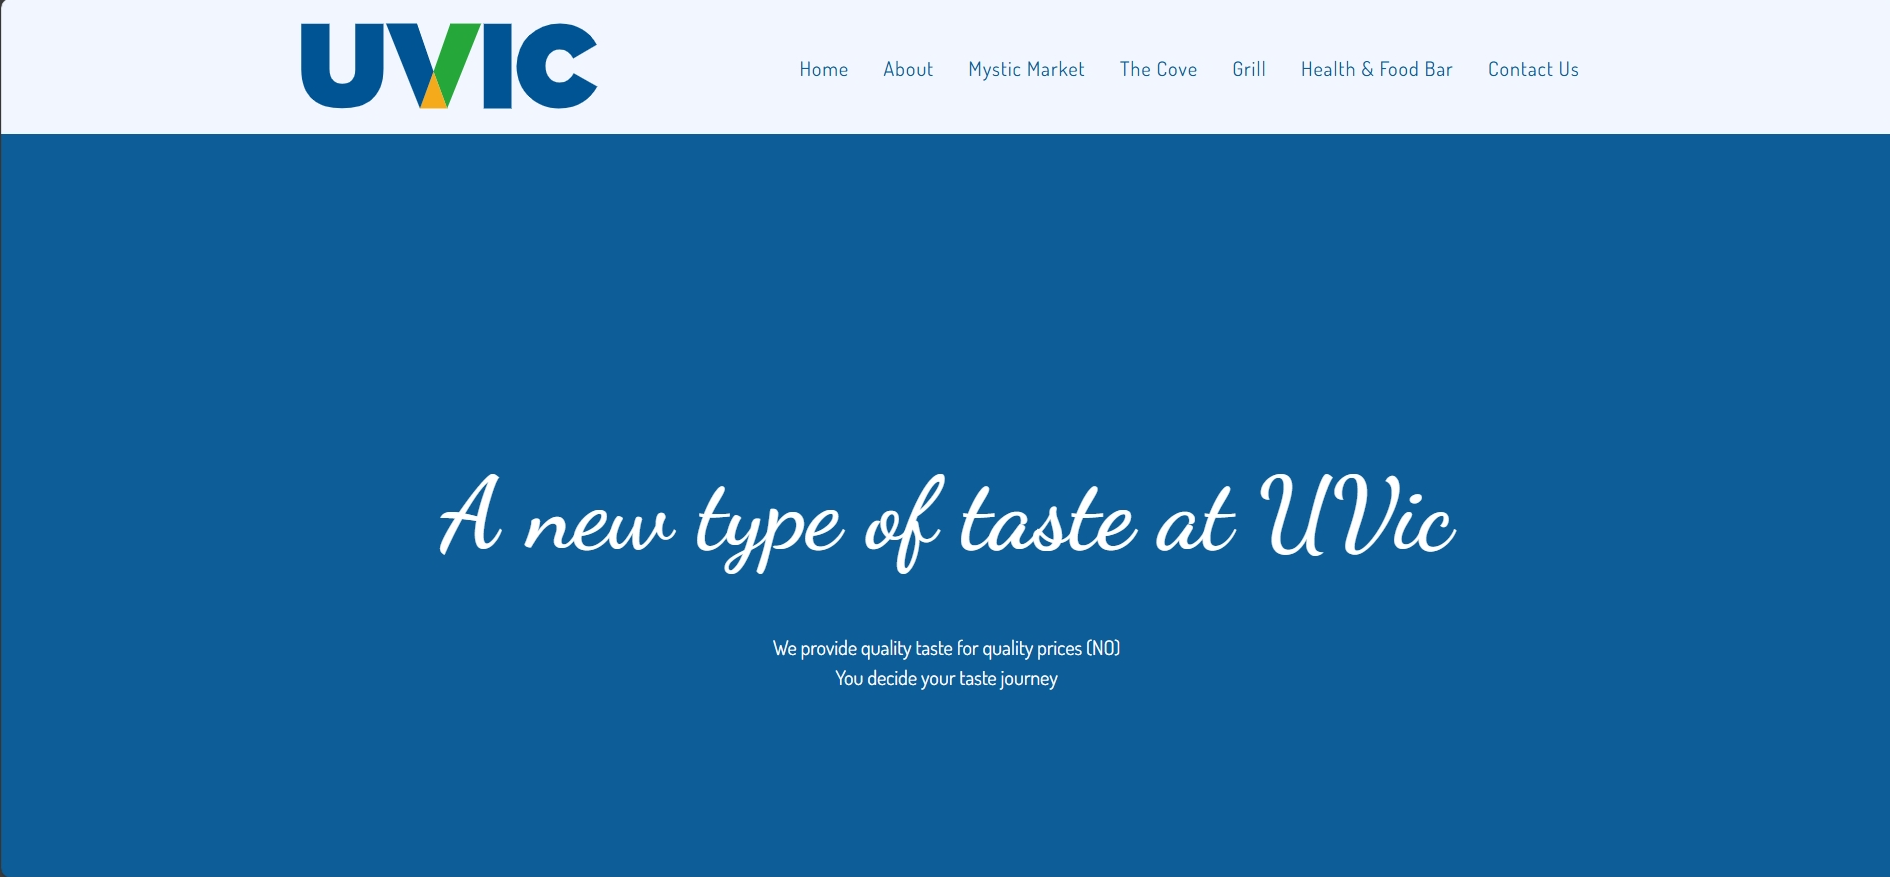 UVIC
Home About Mystic Market The Cove Grill Health & Food Bar Contact Us
A new type of taste at UVic
We provide quality taste for quality prices (NO)
You decide your taste journey